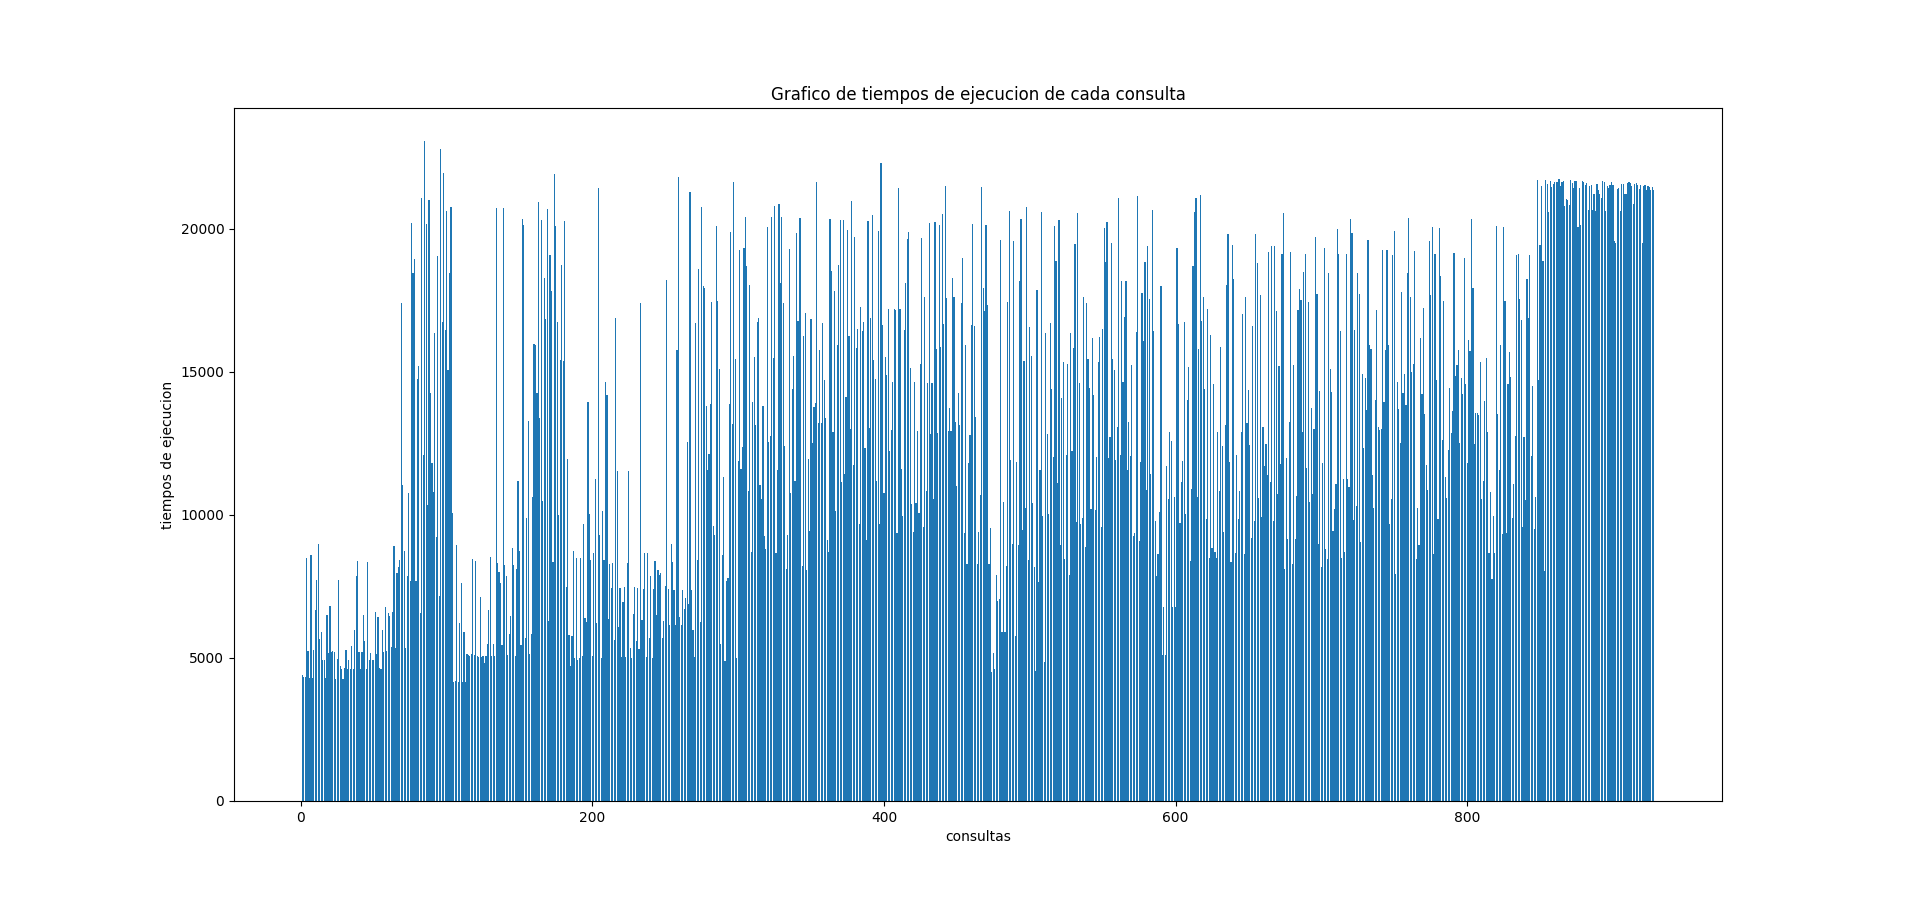 Grafico de tiempos de ejecucion de cada consulta
tiempos de ejecucion
20000
15000
10000
5000
0
0 200 400 600 800
consultas